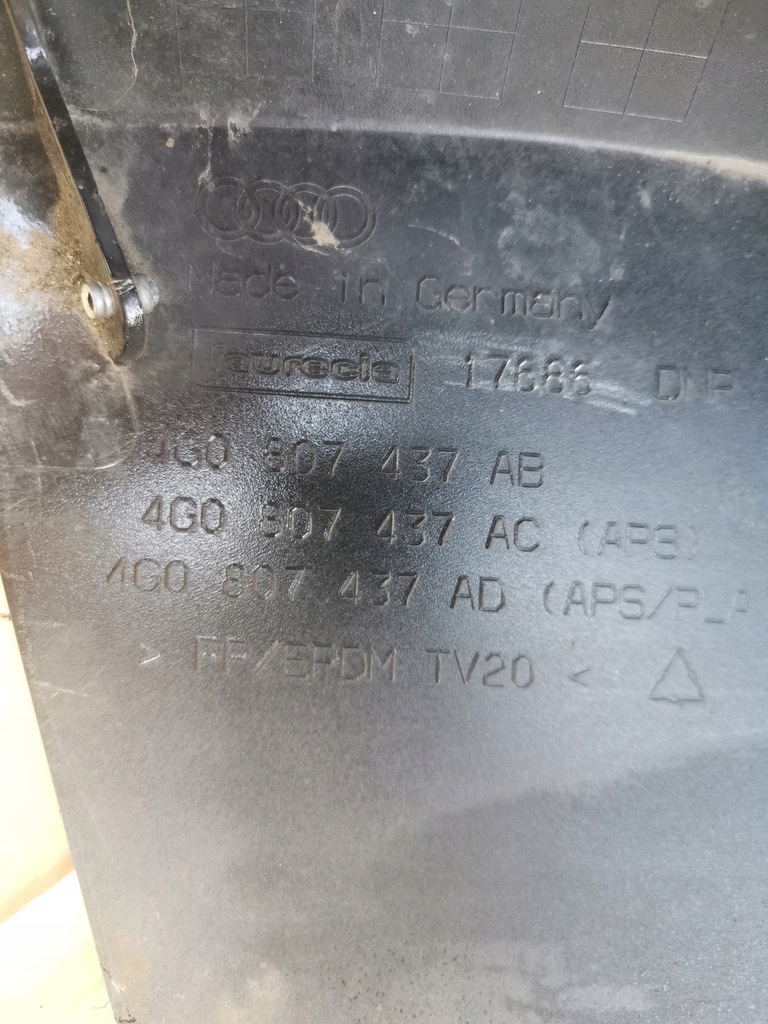 Made in Germany
faurecia 17686 DNP
4G0 807 437 AB
4G0 807 437 AC (APS)
4G0 807 437 AD (APS/P_A
> PP/EPDM TV20 <